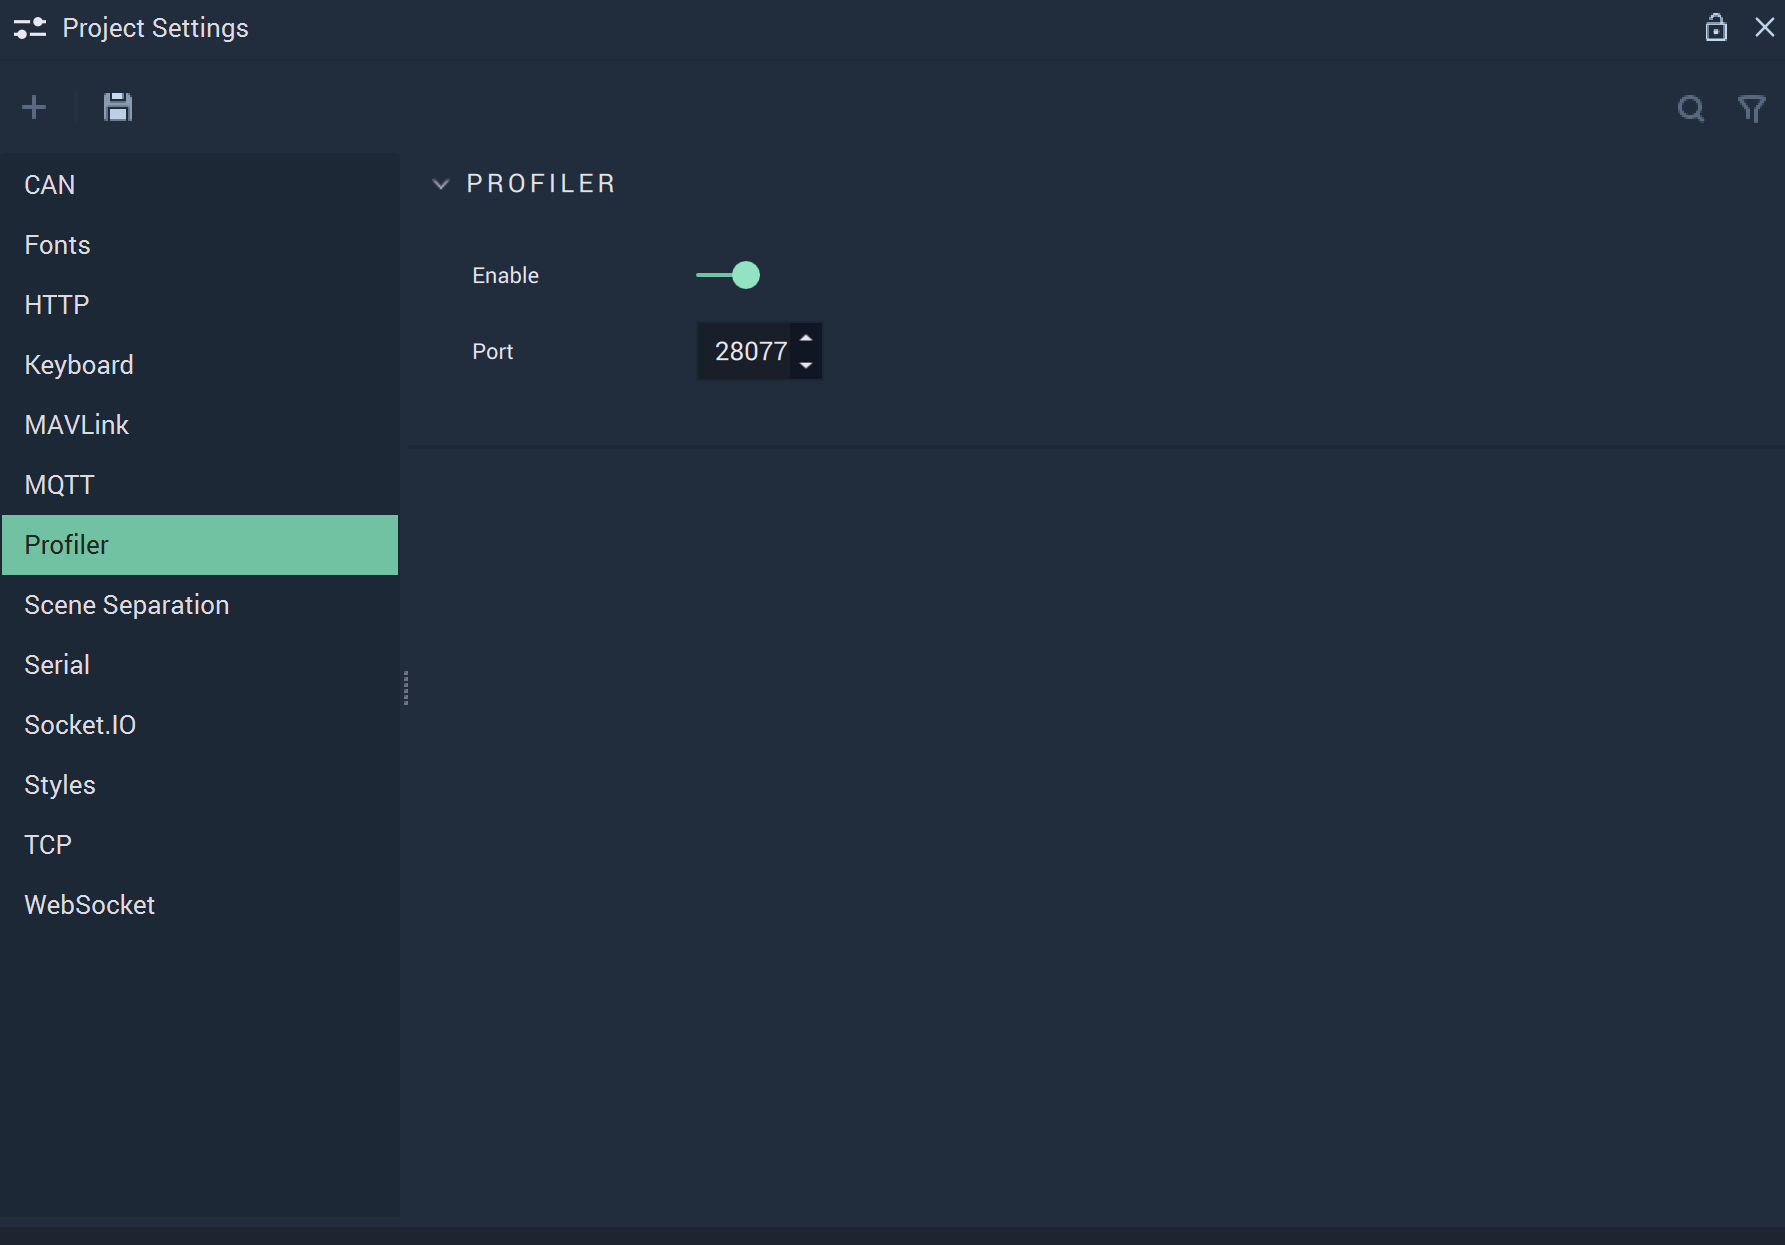 Project Settings
CAN
Fonts
HTTP
Keyboard
MAVLink
MQTT
Profiler
Scene Separation
Serial
Socket.IO
Styles
TCP
WebSocket
PROFILER
Enable
Port 28077